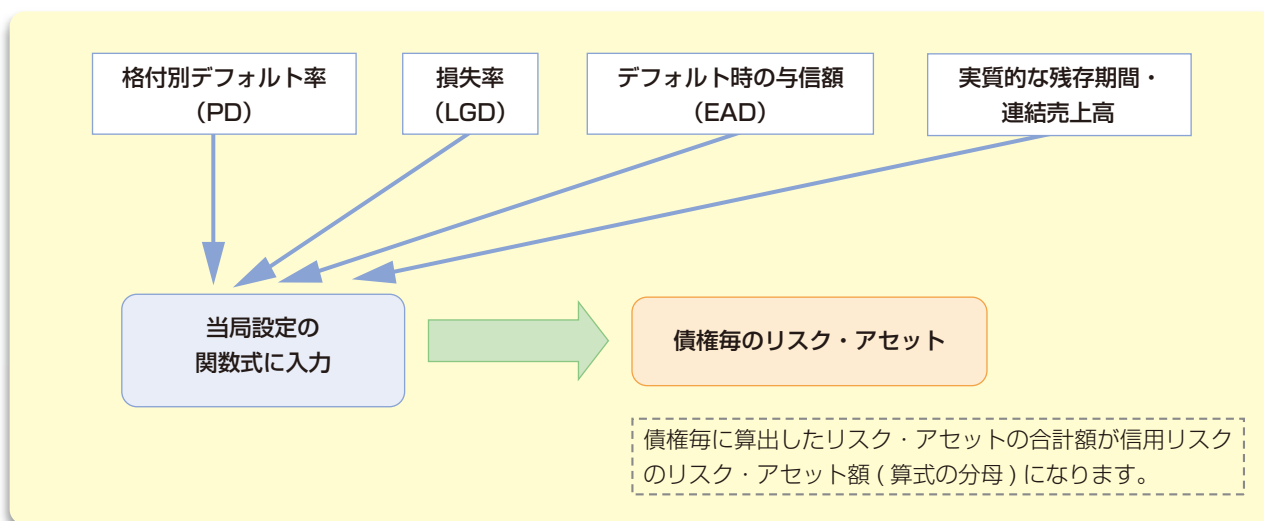 格付別デフォルト率
（PD）
損失率
（LGD）
デフォルト時の与信額
（EAD）
実質的な残存期間・
連結売上高
当局設定の
関数式に入力
債権毎のリスク・アセット
債権毎に算出したリスク・アセットの合計額が信用リスク
のリスク・アセット額 ( 算式の分母 ) になります。